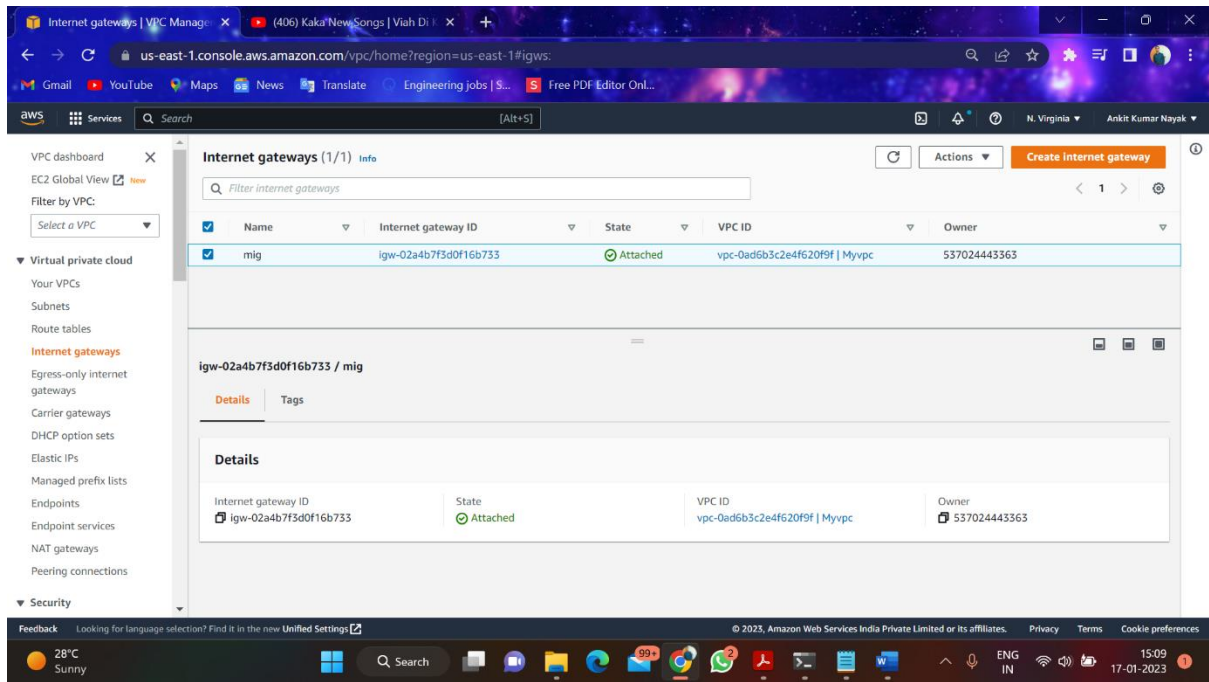 Internet gateways | VPC Manage
(406) Kaka New Songs | Viah Di
us-east-1.console.aws.amazon.com/vpc/home?region=us-east-1#igws:
Gmail YouTube Maps News Translate Engineering jobs | S... Free PDF Editor Onl...
aws Services Search [Alt+S] N. Virginia Ankit Kumar Nayak
VPC dashboard
EC2 Global View New
Filter by VPC:
Select a VPC
Virtual private cloud
Your VPCs
Subnets
Route tables
Internet gateways
Egress-only internet
gateways
Carrier gateways
DHCP option sets
Elastic IPs
Managed prefix lists
Endpoints
Endpoint services
NAT gateways
Peering connections
Security
Internet gateways (1/1) Info
Actions
Create internet gateway
Filter internet gateways
1
Name Internet gateway ID State VPC ID Owner
mig igw-02a4b7f3d0f16b733 Attached vpc-0ad6b3c2e4f620f9f | Myvpc 537024443363
igw-02a4b7f3d0f16b733 / mig
Details Tags
Details
Internet gateway ID State VPC ID Owner
igw-02a4b7f3d0f16b733 Attached vpc-0ad6b3c2e4f620f9f | Myvpc 537024443363
Feedback Looking for language selection? Find it in the new Unified Settings © 2023, Amazon Web Services India Private Limited or its affiliates. Privacy Terms Cookie preferences
28°C
Sunny
Search
99+
2
ENG
IN
15:09
17-01-2023
1